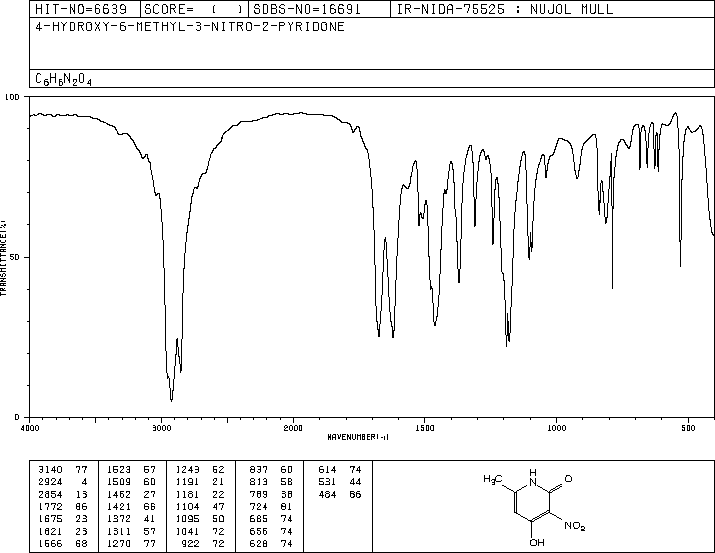 HIT-NO=6639 SCORE= ( ) SDBS-NO=16691 IR-NIDA-75525 : NUJOL MULL
4-HYDROXY-6-METHYL-3-NITRO-2-PYRIDONE
C6H6N2O4
100
TRANSMITTANCE(%)
50
0
4000 3000 2000 1500 1000 500
WAVENUMBER(-1)
3140 77 1523 57 1243 52 837 60 614 74
2924 4 1509 60 1191 21 813 58 531 44
2854 13 1462 27 1181 22 789 38 484 86
1772 86 1421 66 1104 47 724 81
1675 23 1372 41 1095 50 685 74
1621 23 1311 57 1041 72 656 74
1566 68 1270 77 922 72 628 74
H
H3C N O
NO2
OH